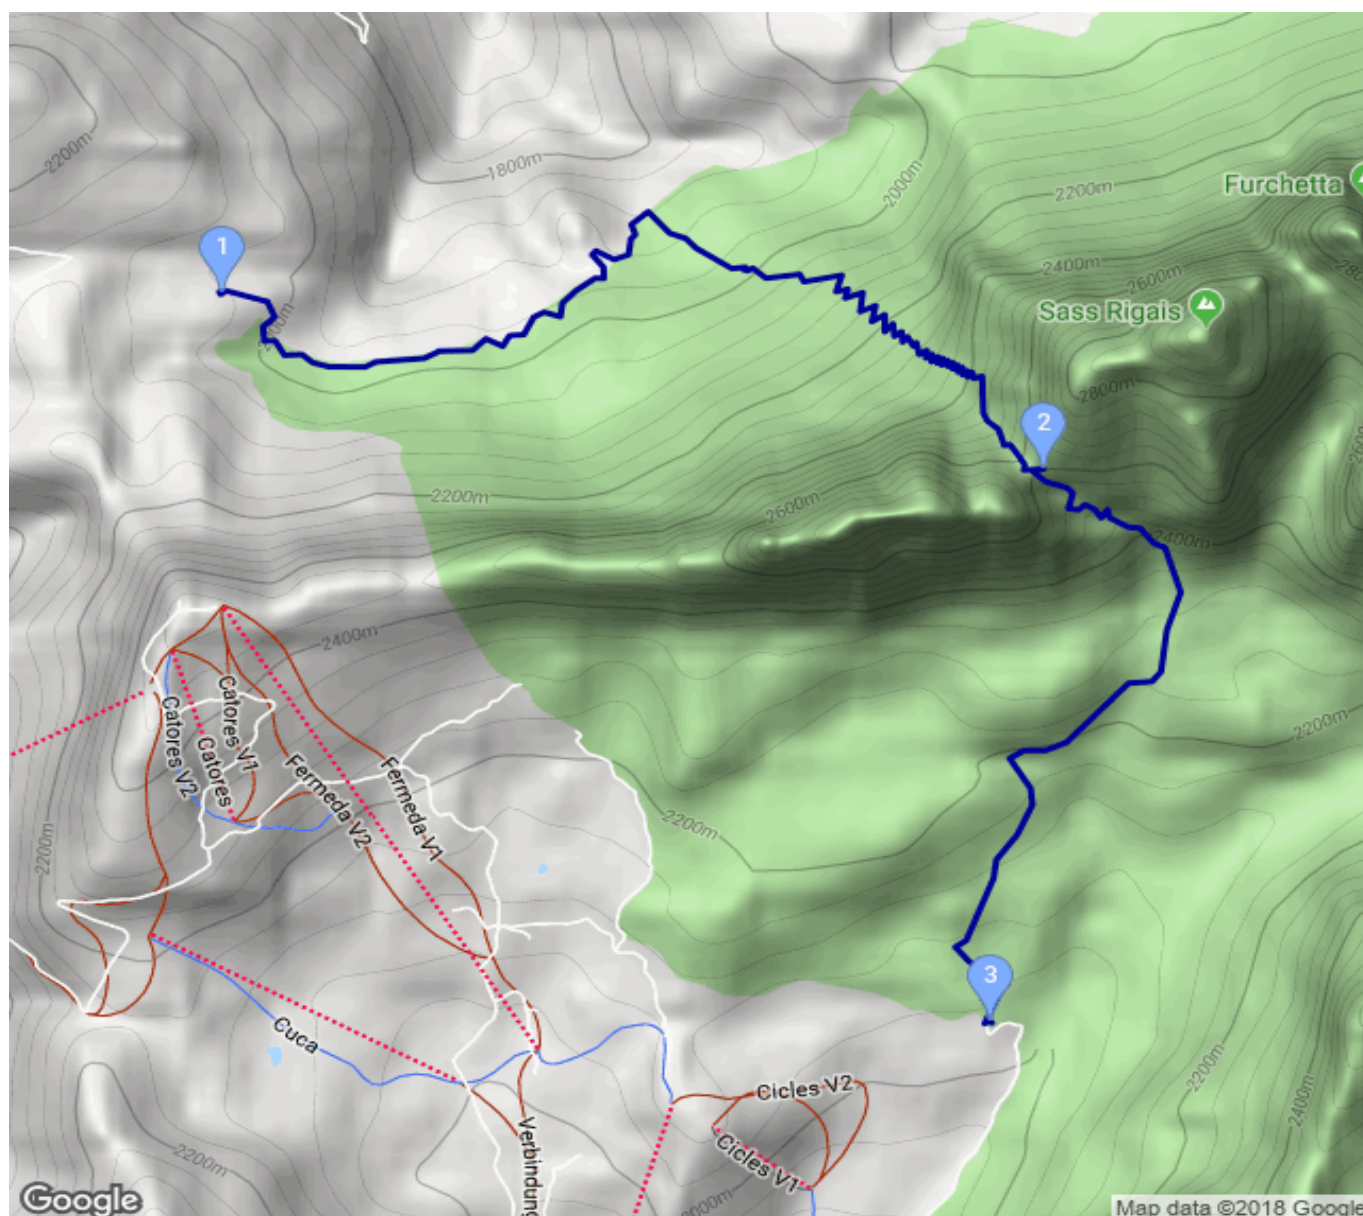 2200m
1800m
2000m
2200m
Furchetta
1
2400m
2600m
Sass Rigais
2800m
2
2200m
2600m
2400m
2400m
Catores V2
Catores V1
Catores
Fermeda V2
Fermeda V1
2200m
2200m
2200m
3
Cuca
Cicles V2
Cicles V1
Verbindung
2200m
2400m
2200m
Google
Map data ©2018 Google